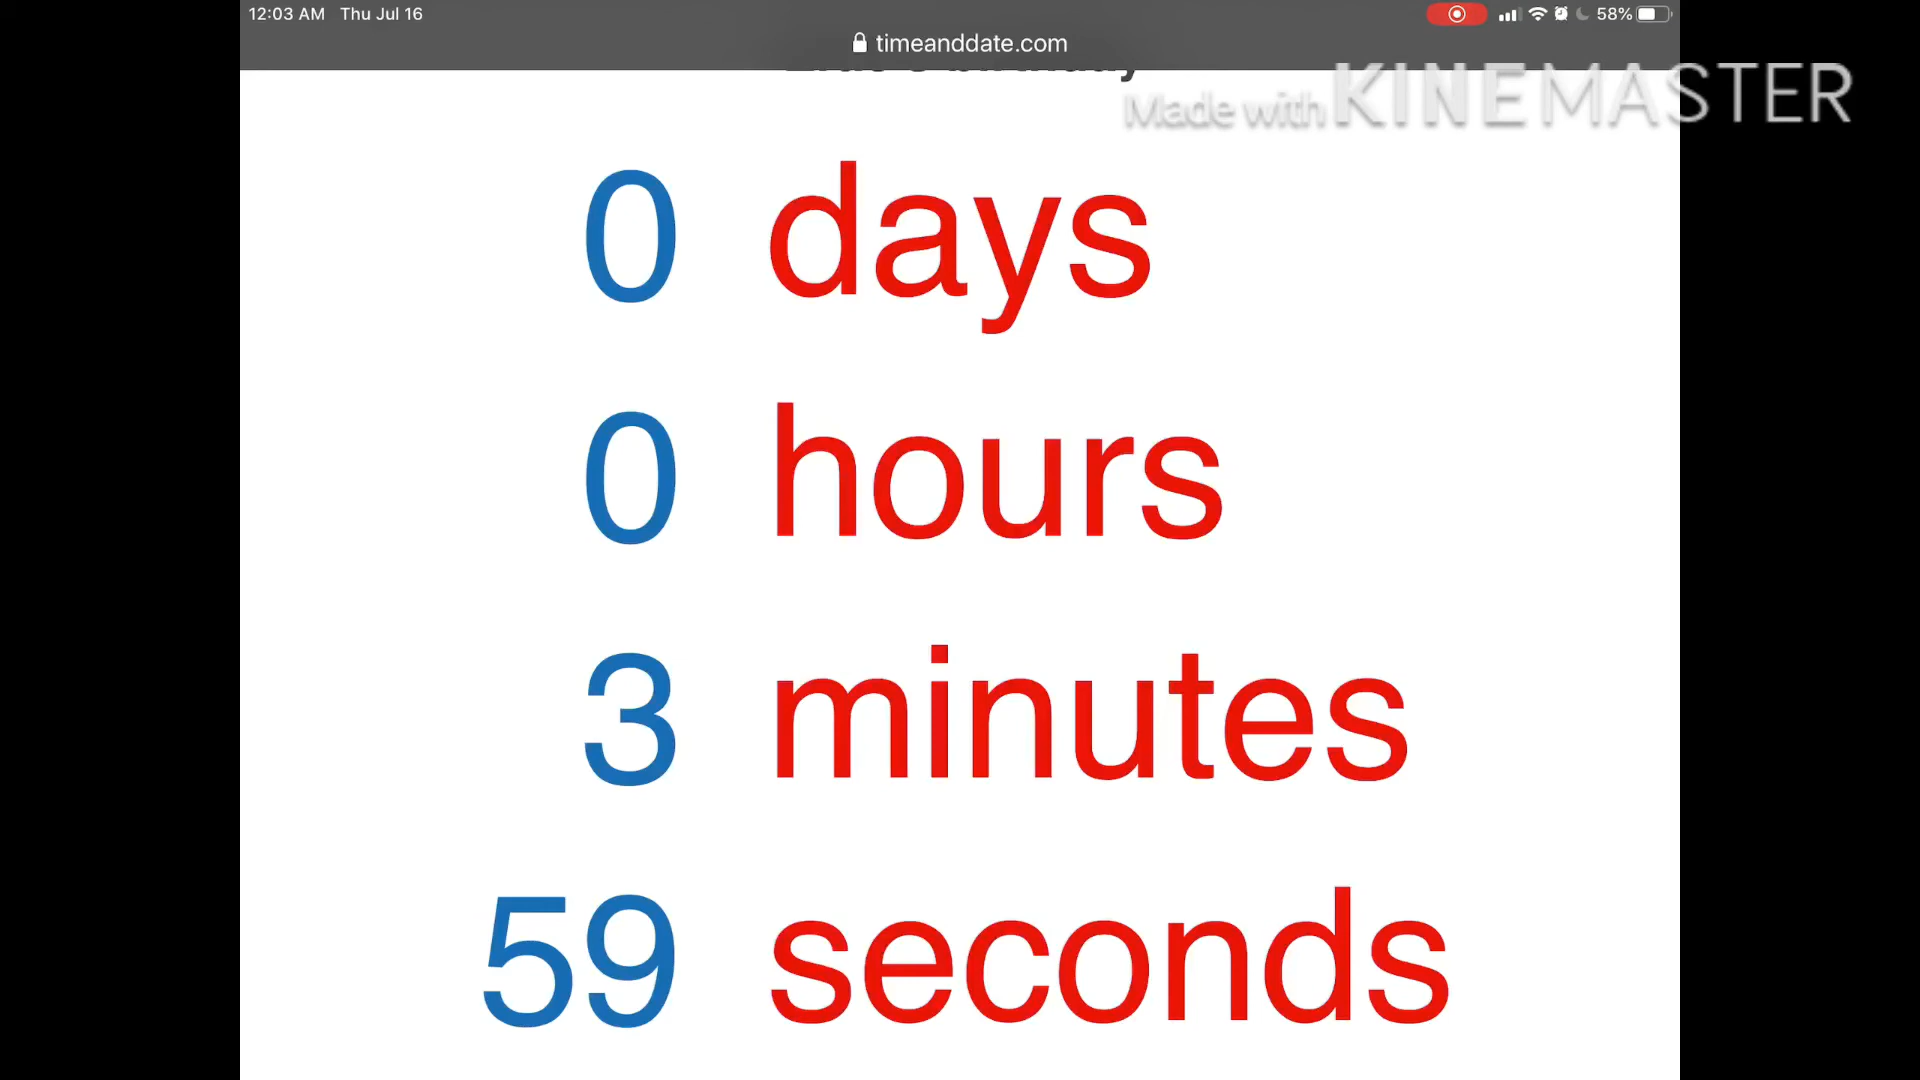 12:03 AM Thu Jul 16
58%
timeanddate.com
birthday
Made with KINEMASTER
0 days
0 hours
3 minutes
59 seconds